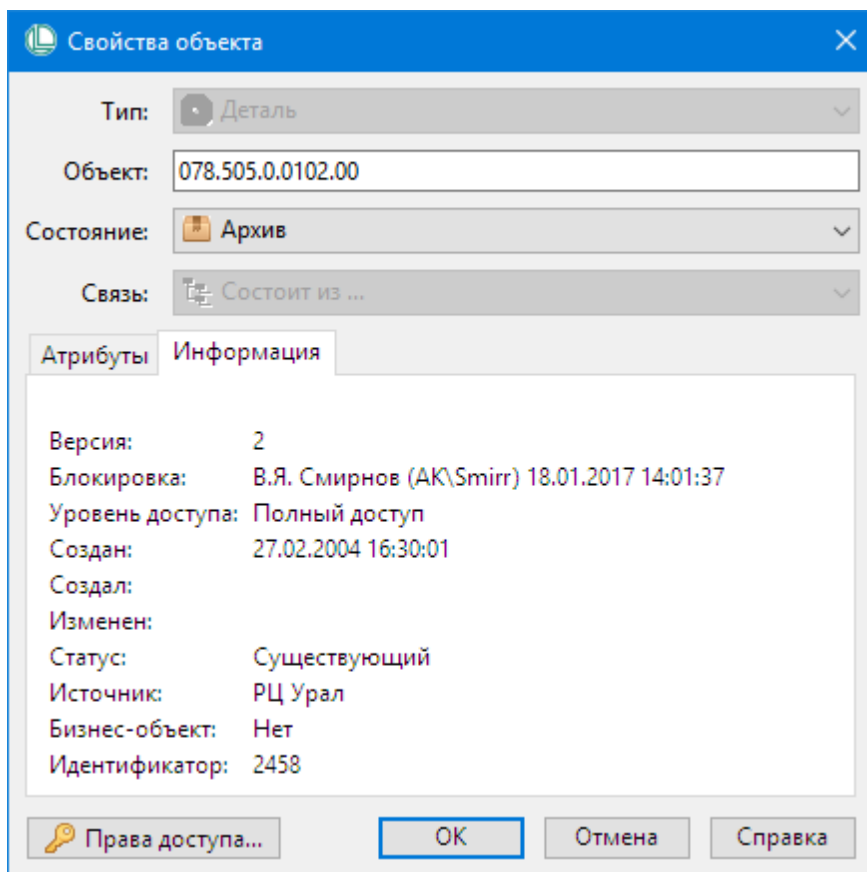 Свойства объекта
Тип: Деталь
Объект: 078.505.0.0102.00
Состояние: Архив
Связь: Состоит из ...
Атрибуты Информация
Версия: 2
Блокировка: В.Я. Смирнов (AK\Smirr) 18.01.2017 14:01:37
Уровень доступа: Полный доступ
Создан: 27.02.2004 16:30:01
Создал:
Изменен:
Статус: Существующий
Источник: РЦ Урал
Бизнес-объект: Нет
Идентификатор: 2458
Права доступа... ОК Отмена Справка